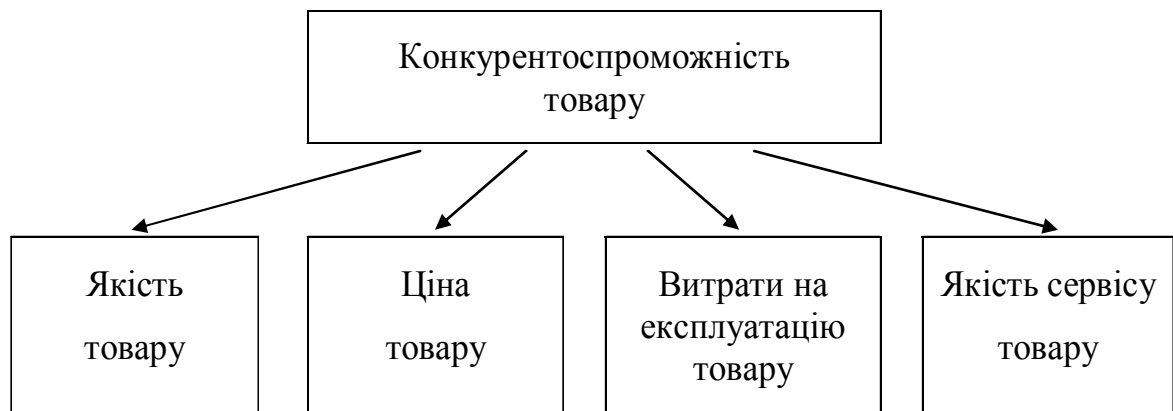 Конкурентоспроможність
товару
Якість
товару
Ціна
товару
Витрати на
експлуатацію
товару
Якість сервісу
товару